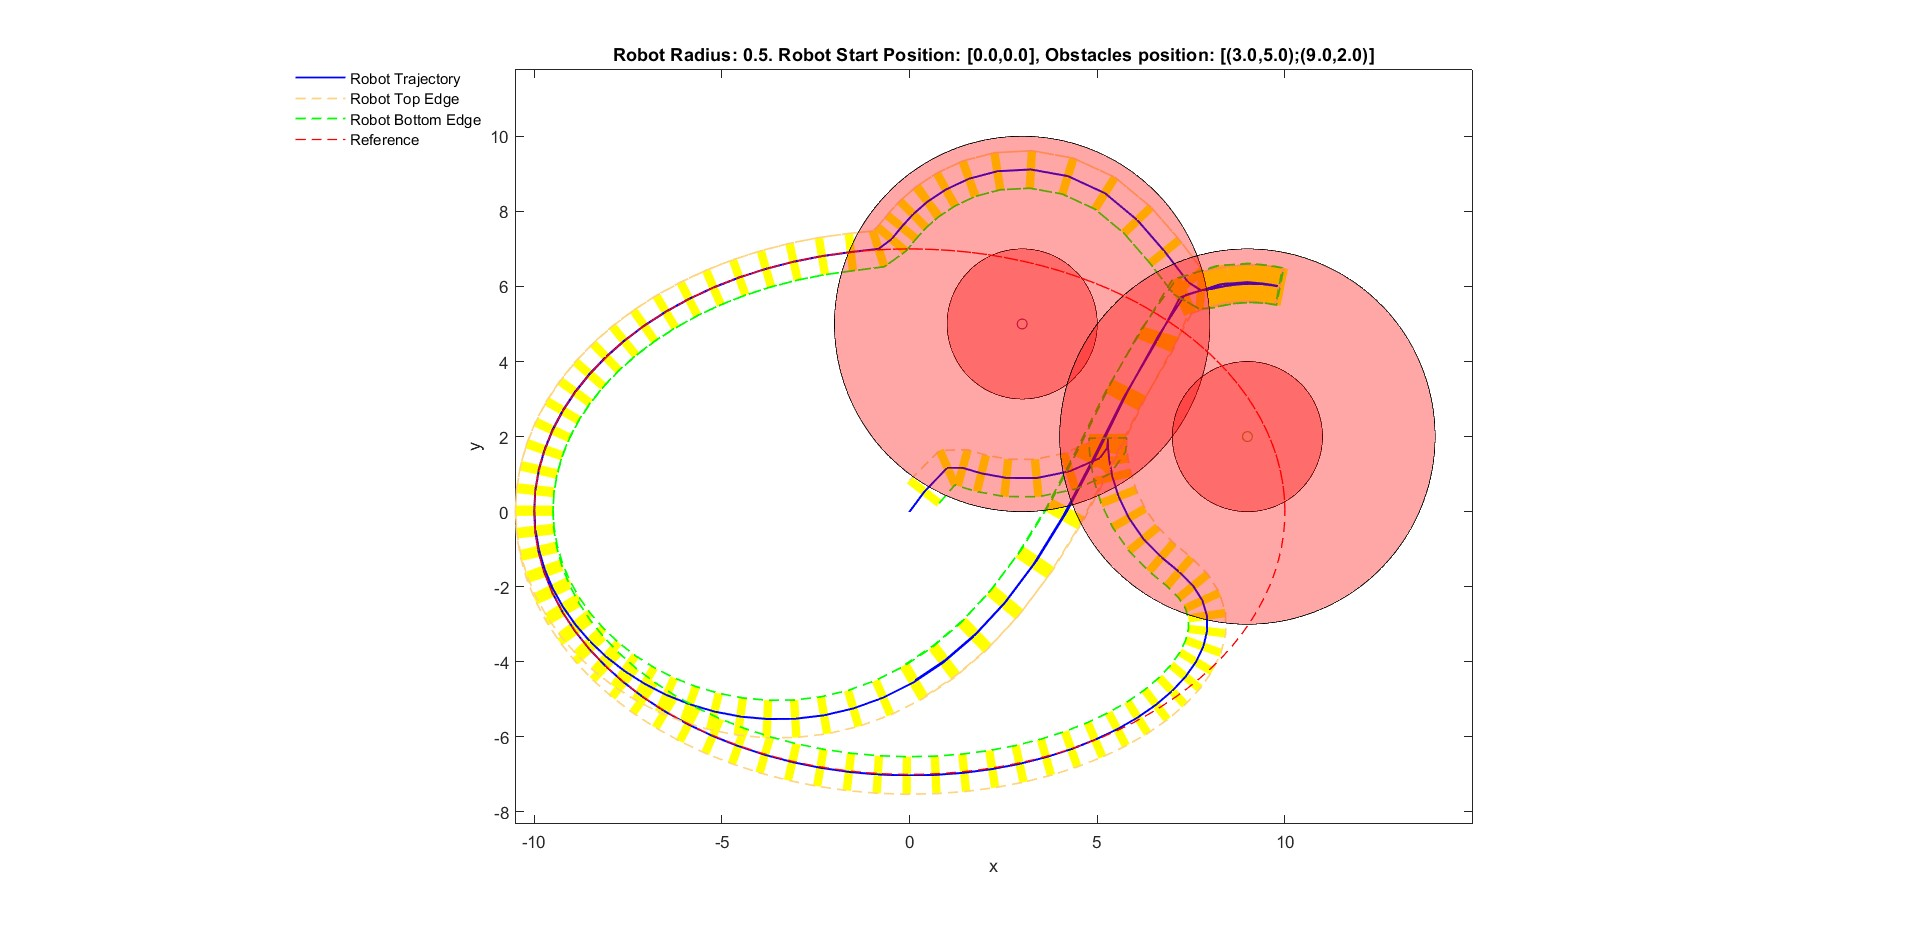 Robot Radius: 0.5. Robot Start Position: [0.0,0.0], Obstacles position: [(3.0,5.0);(9.0,2.0)]
Robot Trajectory
Robot Top Edge
Robot Bottom Edge
Reference
10
8
6
4
2
0
-2
-4
-6
-8
y
-10
-5
0
5
10
x